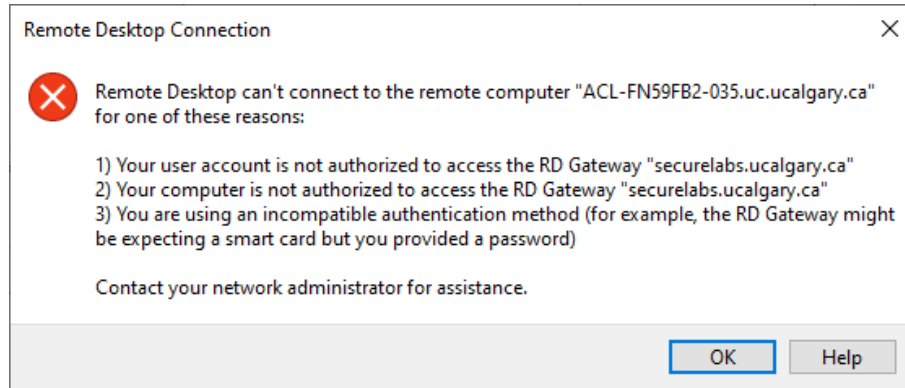 Remote Desktop Connection
Remote Desktop can't connect to the remote computer "ACL-FN59FB2-035.uc.ucalgary.ca"
for one of these reasons:
1) Your user account is not authorized to access the RD Gateway "securelabs.ucalgary.ca"
2) Your computer is not authorized to access the RD Gateway "securelabs.ucalgary.ca"
3) You are using an incompatible authentication method (for example, the RD Gateway might
be expecting a smart card but you provided a password)
Contact your network administrator for assistance.
OK
Help